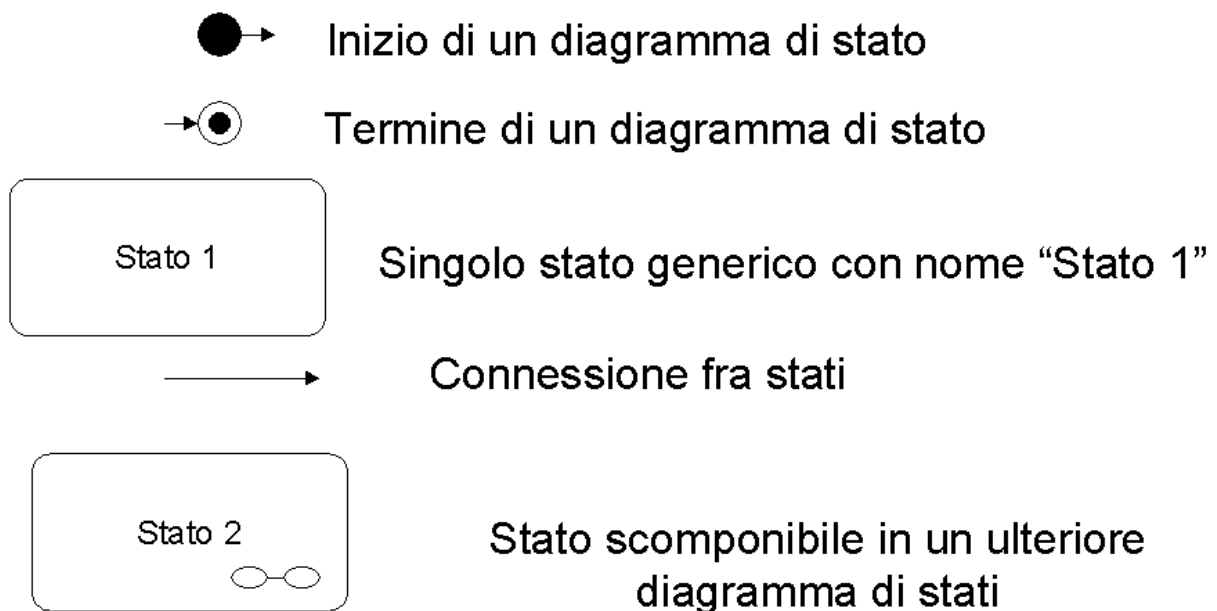 Inizio di un diagramma di stato
Termine di un diagramma di stato
Stato 1
Singolo stato generico con nome “Stato 1”
Connessione fra stati
Stato 2
Stato scomponibile in un ulteriore
diagramma di stati